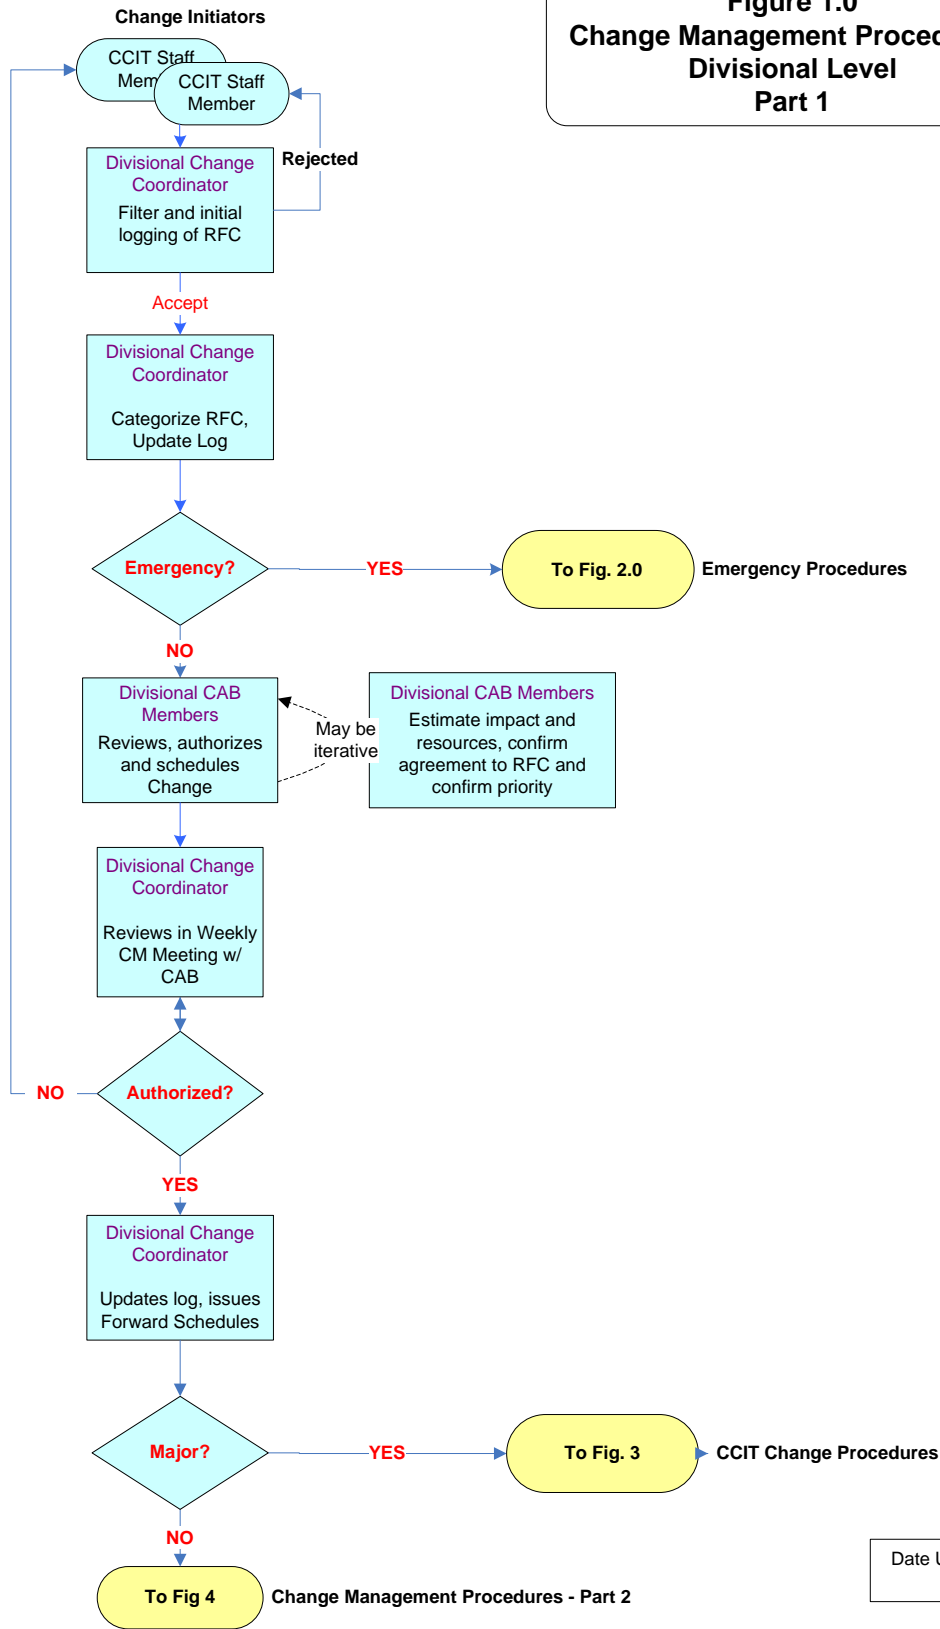 Change Initiators
Figure 1.0
Change Management Proced
Divisional Level
Part 1
CCIT Staff
Mem
CCIT Staff
Member
Rejected
Divisional Change
Coordinator
Filter and initial
logging of RFC
Accept
Divisional Change
Coordinator
Categorize RFC,
Update Log
Emergency?
YES
To Fig. 2.0
Emergency Procedures
NO
Divisional CAB
Members
Reviews, authorizes
and schedules
Change
May be
iterative
Divisional CAB Members
Estimate impact and
resources, confirm
agreement to RFC and
confirm priority
Divisional Change
Coordinator
Reviews in Weekly
CM Meeting w/
CAB
NO
Authorized?
YES
Divisional Change
Coordinator
Updates log, issues
Forward Schedules
Major?
YES
To Fig. 3
CCIT Change Procedures
NO
To Fig 4
Change Management Procedures - Part 2
Date U